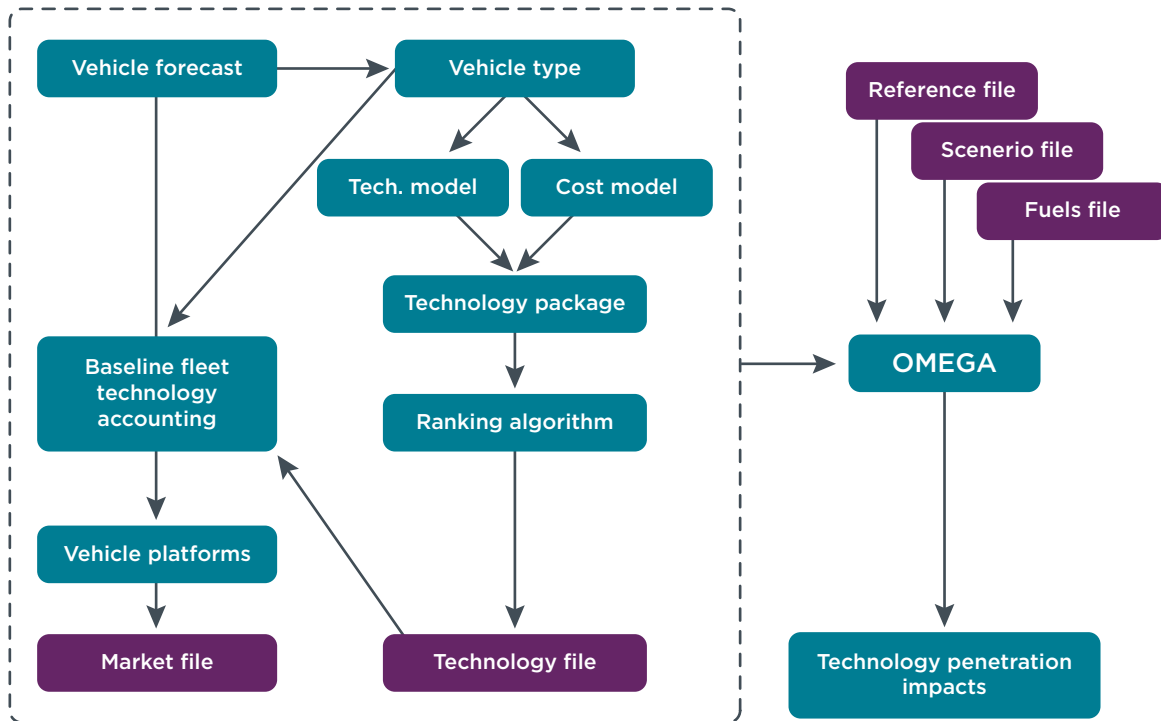 Vehicle forecast
Vehicle type
Reference file
Scenerio file
Fuels file
Tech. model
Cost model
Technology package
Baseline fleet
technology
accounting
OMEGA
Ranking algorithm
Vehicle platforms
Market file
Technology file
Technology penetration
impacts